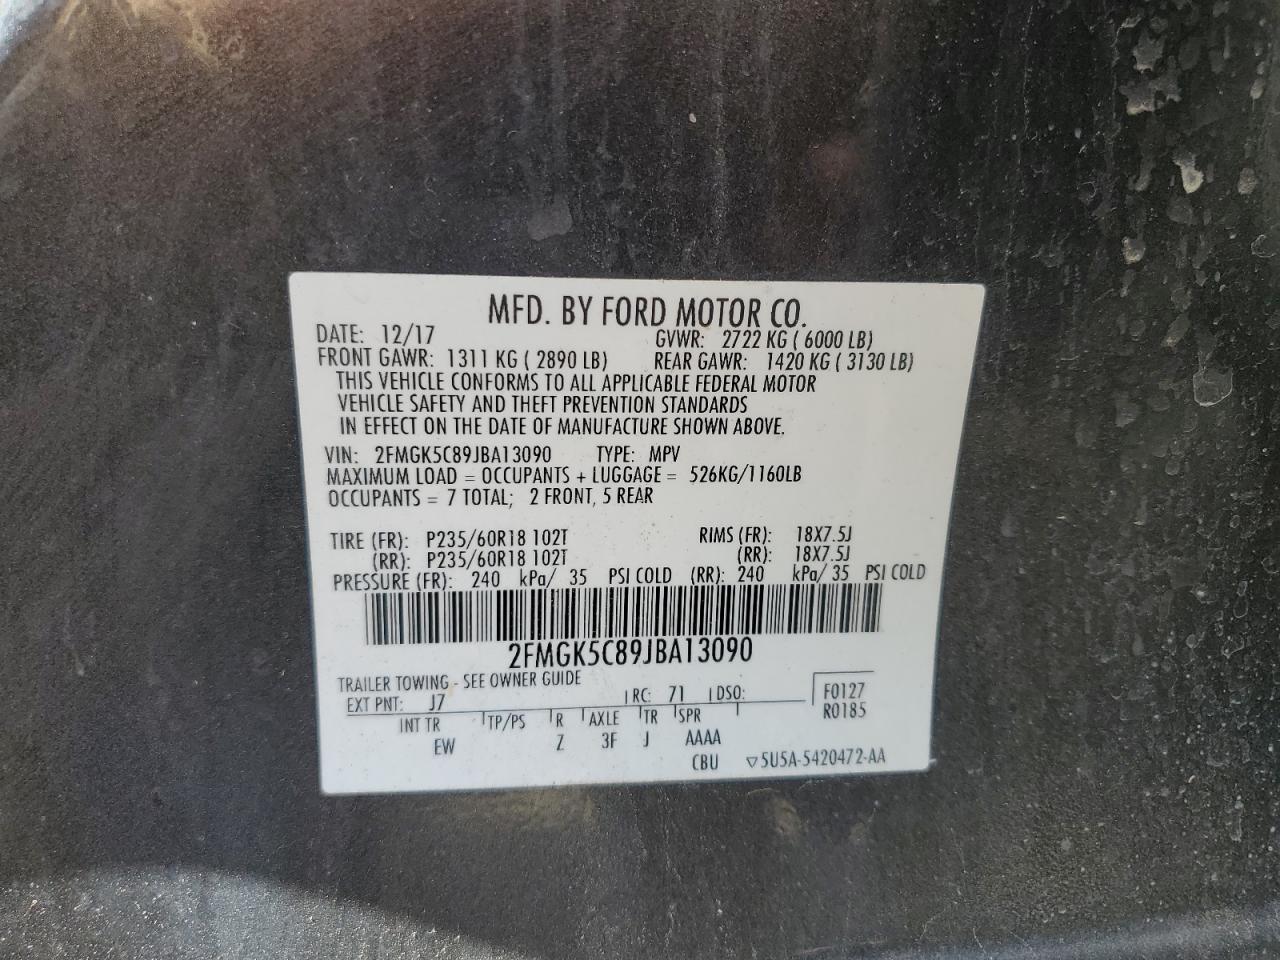 MFD. BY FORD MOTOR CO.
DATE: 12/17 GVWR: 2722 KG ( 6000 LB)
FRONT GAWR: 1311 KG ( 2890 LB) REAR GAWR: 1420 KG ( 3130 LB)
THIS VEHICLE CONFORMS TO ALL APPLICABLE FEDERAL MOTOR
VEHICLE SAFETY AND THEFT PREVENTION STANDARDS
IN EFFECT ON THE DATE OF MANUFACTURE SHOWN ABOVE.
VIN: 2FMGK5C89JBA13090 TYPE: MPV
MAXIMUM LOAD = OCCUPANTS + LUGGAGE = 526KG/1160LB
OCCUPANTS = 7 TOTAL; 2 FRONT, 5 REAR
TIRE (FR): P235/60R18 102T RIMS (FR): 18X7.5J
(RR): P235/60R18 102T (RR): 18X7.5J
PRESSURE (FR): 240 kPa/ 35 PSI COLD (RR): 240 kPa/ 35 PSI COLD
2FMGK5C89JBA13090
TRAILER TOWING - SEE OWNER GUIDE
EXT PNT: J7 RC: 71 DSO: F0127
R0185
INT TR TP/PS R AXLE TR SPR
EW Z 3F J AAAA
CBU ▽5U5A-5420472-AA